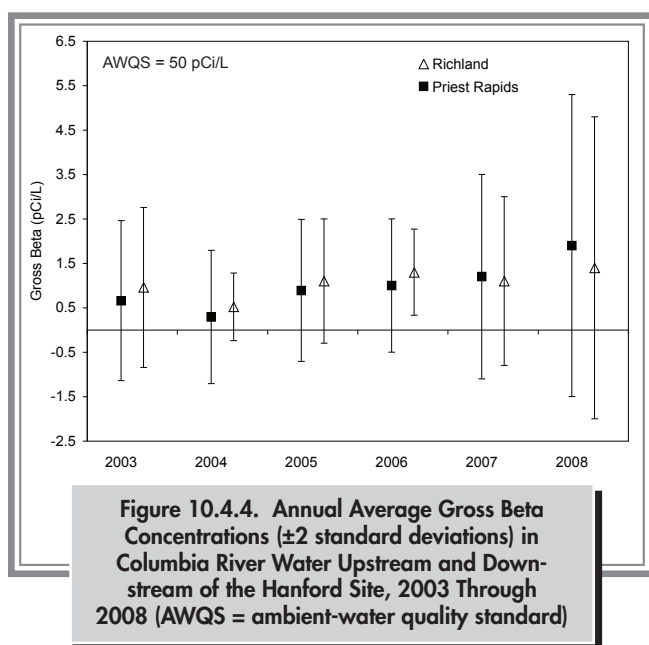 6.5
AWQS = 50 pCi/L
Richland
Priest Rapids
5.5
4.5
3.5
2.5
1.5
0.5
-0.5
-1.5
-2.5
Gross Beta (pCi/L)
2003 2004 2005 2006 2007 2008
Figure 10.4.4. Annual Average Gross Beta
Concentrations (±2 standard deviations) in
Columbia River Water Upstream and Down-
stream of the Hanford Site, 2003 Through
2008 (AWQS = ambient-water quality standard)